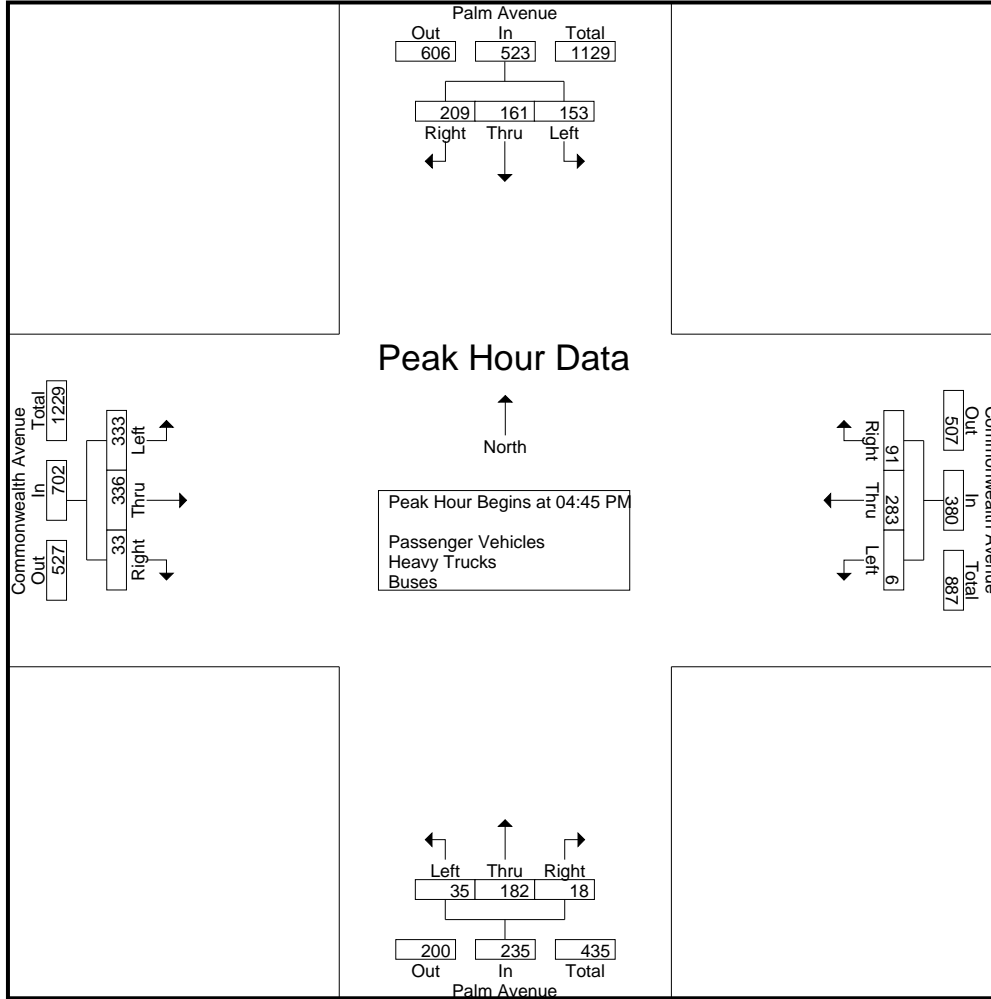 Palm Avenue
Out In Total
606 523 1129
209 161 153
Right Thru Left
Peak Hour Data
North
Peak Hour Begins at 04:45 PM
Passenger Vehicles
Heavy Trucks
Buses
Commonwealth Avenue
Total In Out
1229 702 527
333 336 33
Left Thru Right
Commonwealth Avenue
Out In Total
507 380 887
91 283 6
Right Thru Left
Left Thru Right
35 182 18
200 235 435
Out In Total
Palm Avenue